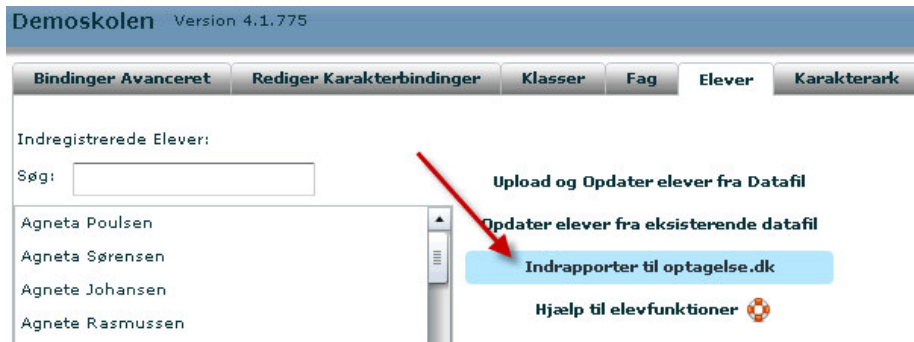 Demoskolen Version 4.1.775
Bindinger Avanceret Rediger Karakterbindinger Klasser Fag Elever Karakterark
Indregistrerede Elever:
Søg:
Agneta Poulsen
Agneta Sørensen
Agnete Johansen
Agnete Rasmussen
Upload og Opdater elever fra Datafil
Opdater elever fra eksisterende datafil
Indrapporter til optagelse.dk
Hjælp til elevfunktioner